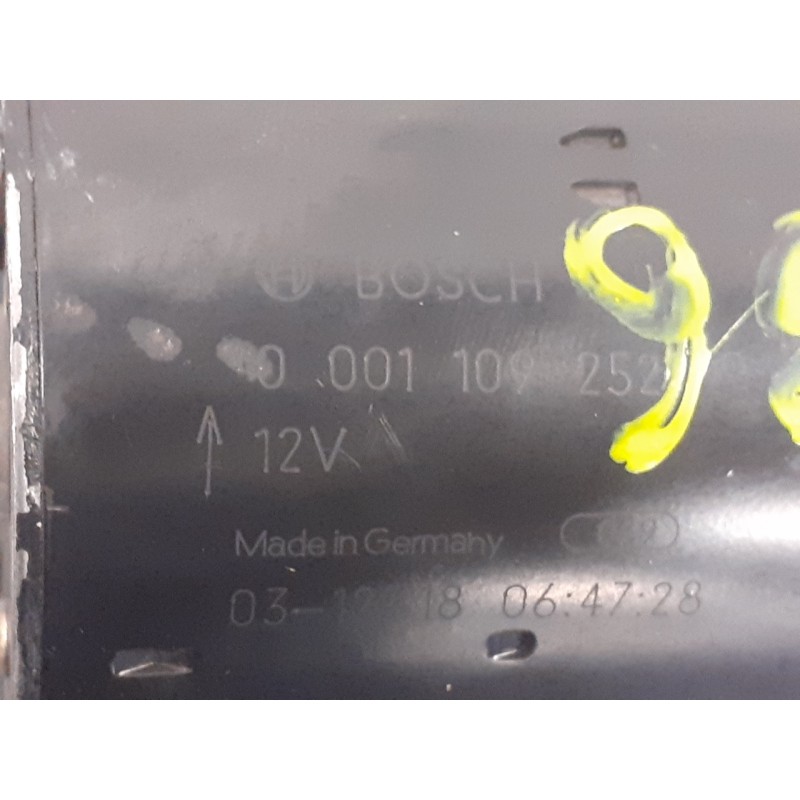 BOSCH
0 001 109 252
12V
Made in Germany
06:47:28